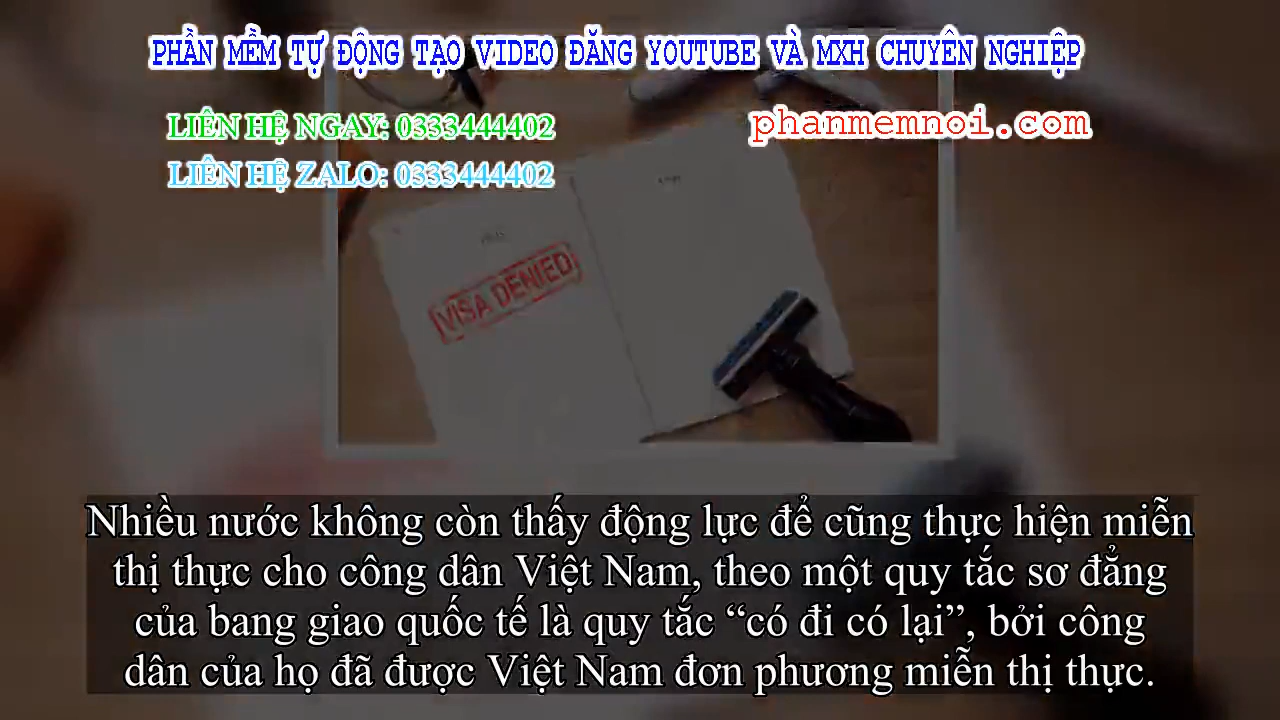 PHẦN MỀM TỰ ĐỘNG TẠO VIDEO ĐĂNG YOUTUBE VÀ MXH CHUYÊN NGHIỆP
LIÊN HỆ NGAY: 0333444402
phanmemnoi.com
LIÊN HỆ ZALO: 0333444402
VISA DENIED
Nhiều nước không còn thấy động lực để cũng thực hiện miễn
thị thực cho công dân Việt Nam, theo một quy tắc sơ đẳng
của bang giao quốc tế là quy tắc “có đi có lại”, bởi công
dân của họ đã được Việt Nam đơn phương miễn thị thực.